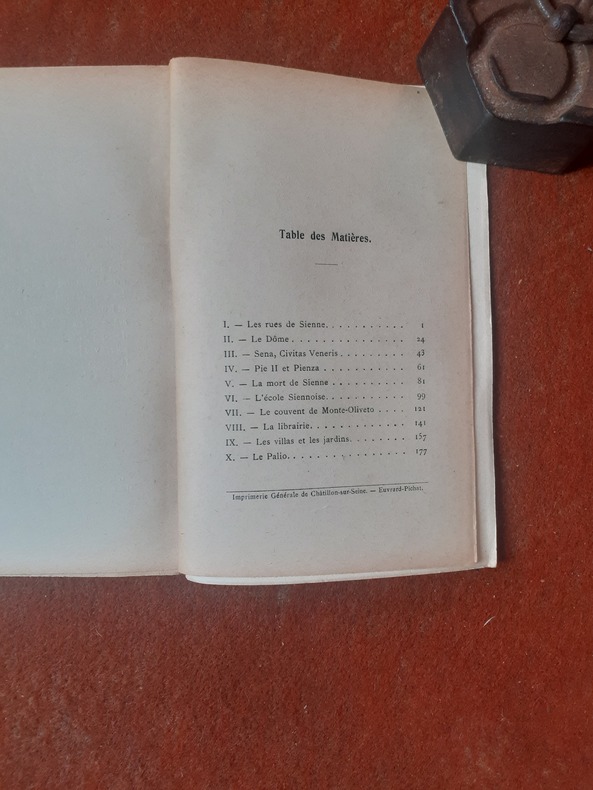 Table des Matières.
I. — Les rues de Sienne. . . . . . . . . . . 1
II. — Le Dôme . . . . . . . . . . . . . . . 24
III. — Sena, Civitas Veneris . . . . . . . . . 43
IV. — Pie II et Pienza . . . . . . . . . . . 61
V. — La mort de Sienne . . . . . . . . . . 81
VI. — L'école Siennoise. . . . . . . . . . . 99
VII. — Le couvent de Monte-Oliveto . . . . 121
VIII. — La librairie. . . . . . . . . . . . . 141
IX. — Les villas et les jardins. . . . . . . . 157
X. — Le Palio. . . . . . . . . . . . . . . . 177
Imprimerie Générale de Châtillon-sur-Seine. — Euvrard-Pichat.